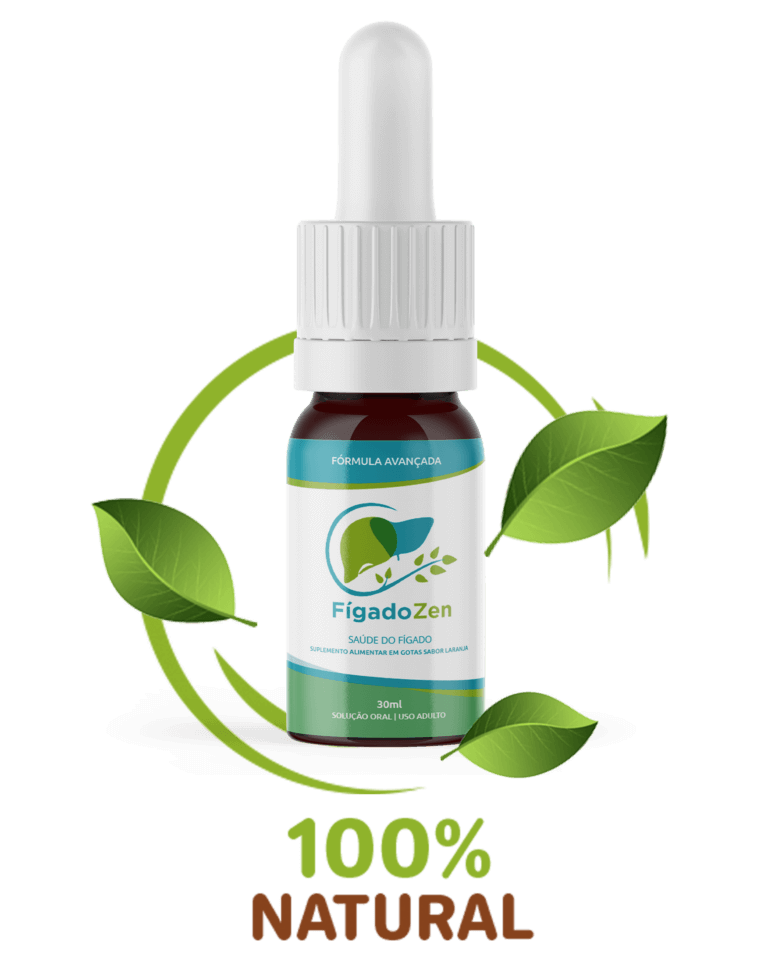 FÓRMULA AVANÇADA
FígadoZen
SAÚDE DO FÍGADO
SUPLEMENTO ALIMENTAR EM GOTAS SABOR LARANJA
30ml
SOLUÇÃO ORAL | USO ADULTO
100%
NATURAL